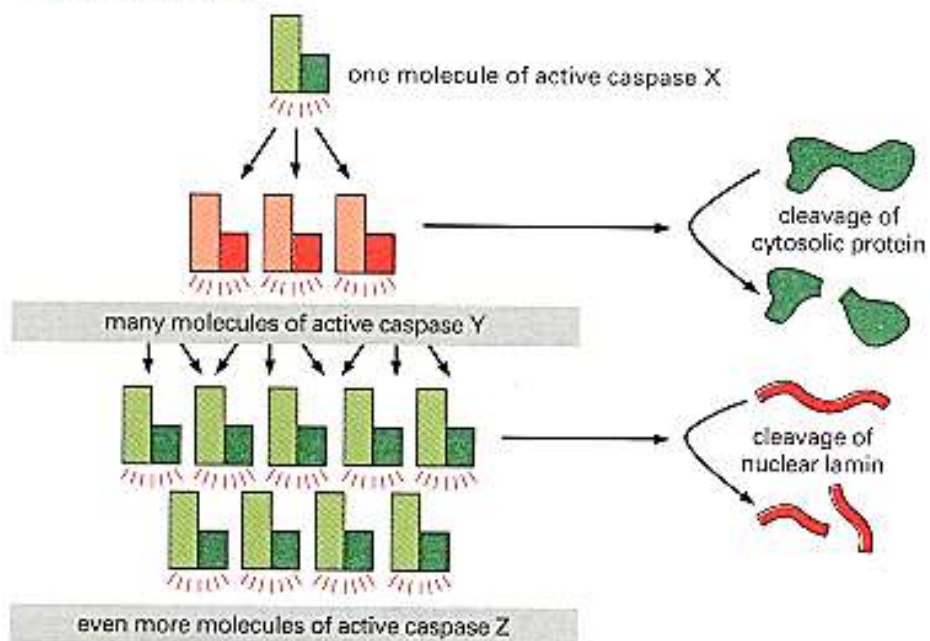 one molecule of active caspase X
cleavage of
cytosolic protein
many molecules of active caspase Y
cleavage of
nuclear lamin
even more molecules of active caspase Z